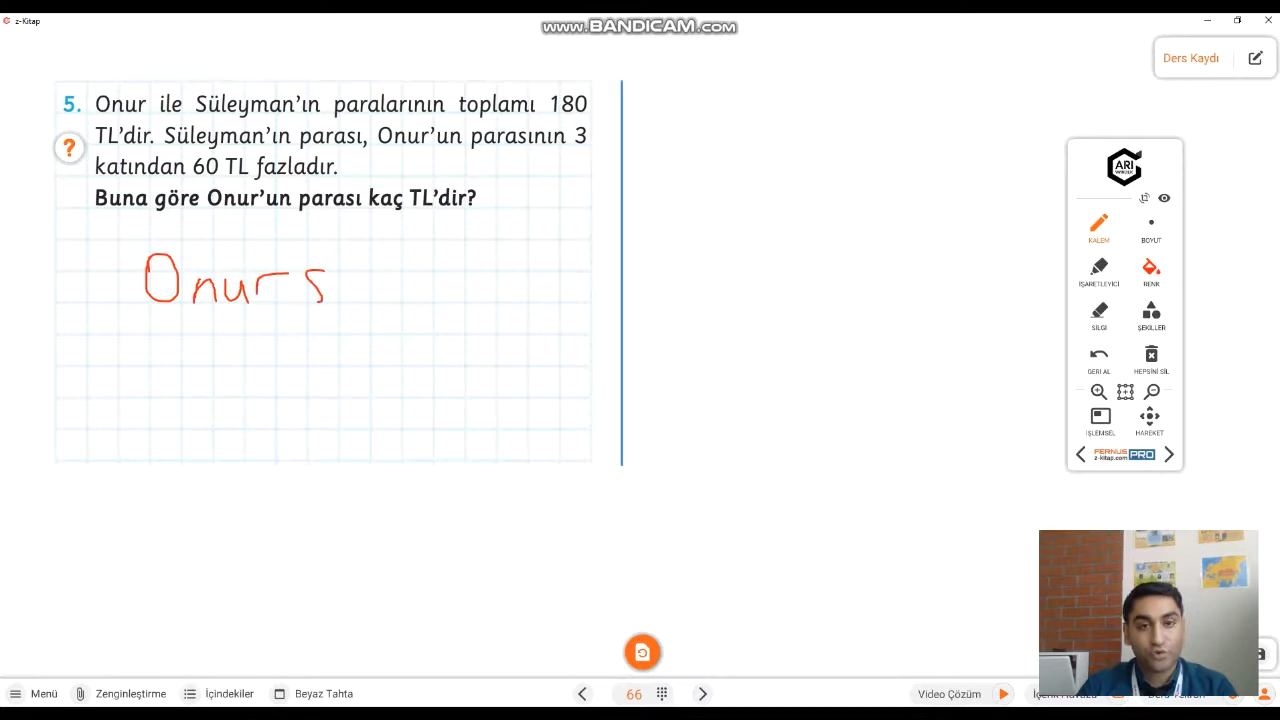 z-Kitap
www.BANDICAM.com
Ders Kaydı
5. Onur ile Süleyman'ın paralarının toplamı 180
TL'dir. Süleyman'ın parası, Onur'un parasının 3
? katından 60 TL fazladır.
Buna göre Onur'un parası kaç TL'dir?
Onur s
ARI
KALEM
BOYUT
İŞARETLEYİCİ
RENK
SİLGİ
ŞEKİLLER
GERİ AL
HEPSİNİ SİL
İŞLEMSEL
HAREKET
FERNUS
z-kitap.com PRO
Menü
Zenginleştirme
İçindekiler
Beyaz Tahta
66
Video Çözüm